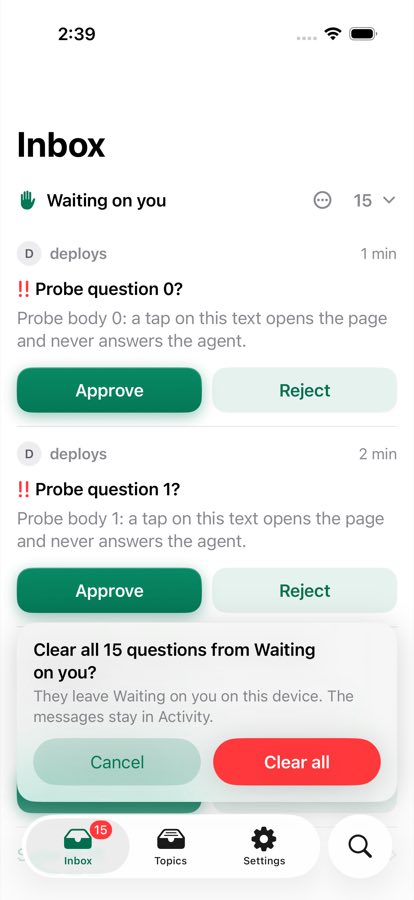 2:39
Inbox
Waiting on you
15
D deploys
1 min
‼ Probe question 0?
Probe body 0: a tap on this text opens the page
and never answers the agent.
Approve
Reject
D deploys
2 min
‼ Probe question 1?
Probe body 1: a tap on this text opens the page
and never answers the agent.
Approve
Reject
Clear all 15 questions from Waiting
on you?
They leave Waiting on you on this device. The
messages stay in Activity.
Cancel
Clear all
15
Inbox
Topics
Settings